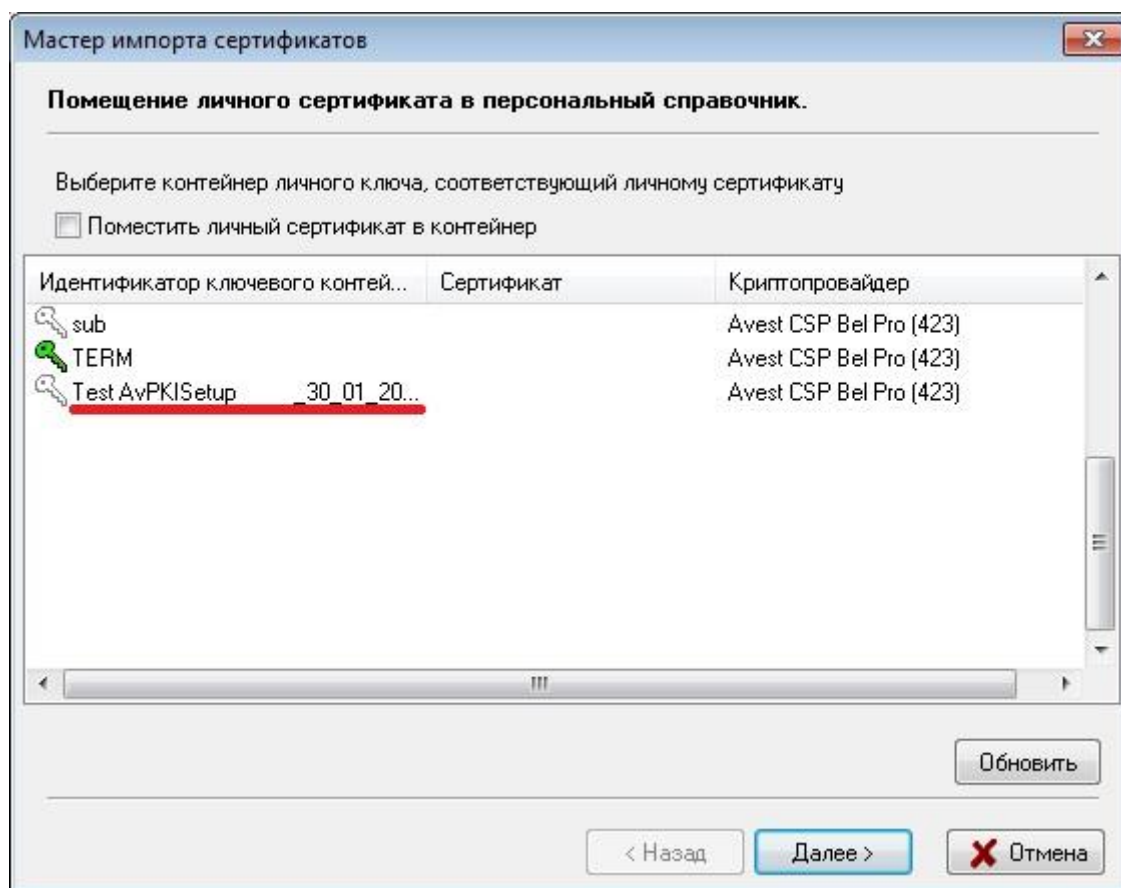 Мастер импорта сертификатов
Помещение личного сертификата в персональный справочник.
Выберите контейнер личного ключа, соответствующий личному сертификату
Поместить личный сертификат в контейнер
Идентификатор ключевого контей... Сертификат Криптопровайдер
sub Avest CSP Bel Pro (423)
TERM Avest CSP Bel Pro (423)
Test AvPKISetup _30_01_20... Avest CSP Bel Pro (423)
Обновить
< Назад Далее > Отмена